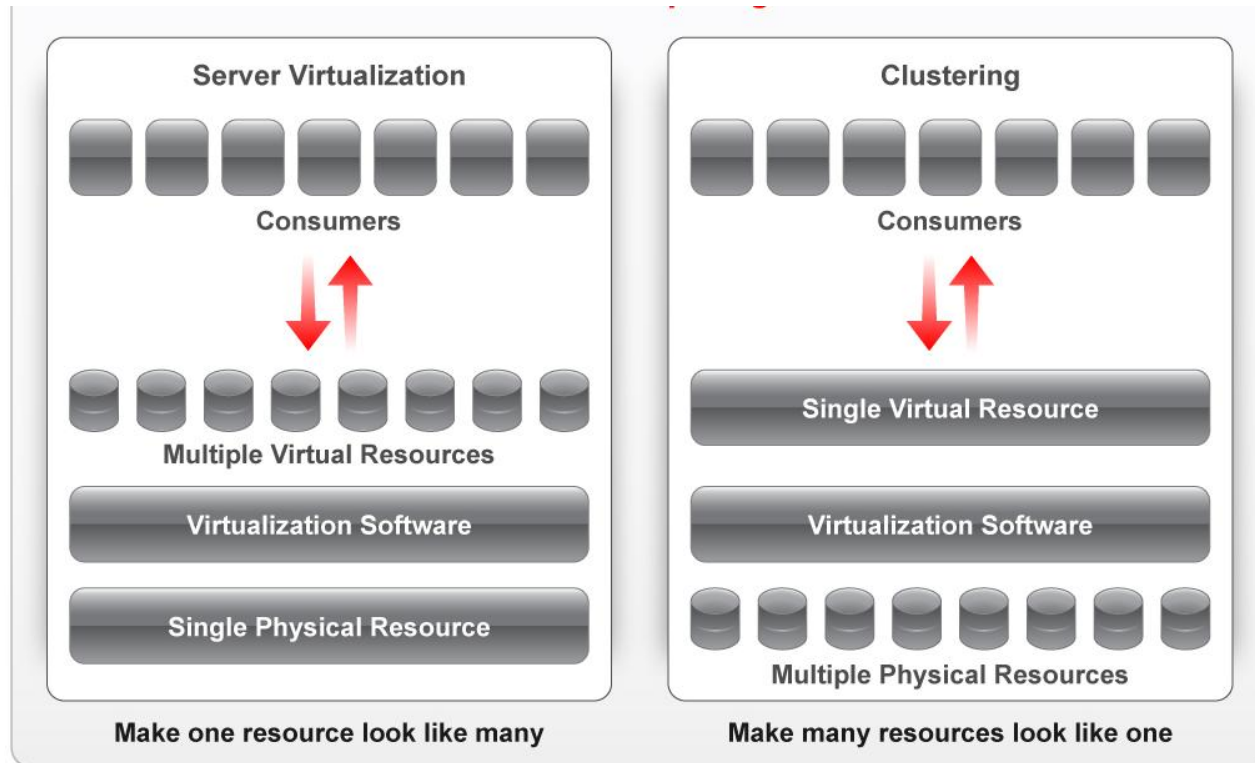 Server Virtualization
Consumers
Multiple Virtual Resources
Virtualization Software
Single Physical Resource
Make one resource look like many
Clustering
Consumers
Single Virtual Resource
Virtualization Software
Multiple Physical Resources
Make many resources look like one